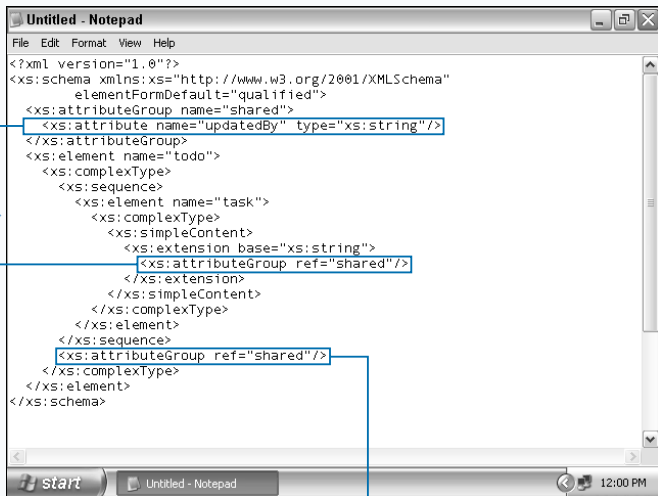 Untitled - Notepad
File Edit Format View Help
<?xml version="1.0"?>
<xs:schema xmlns:xs="http://www.w3.org/2001/XMLSchema"
        elementFormDefault="qualified">
  <xs:attributeGroup name="shared">
    <xs:attribute name="updatedBy" type="xs:string"/>
  </xs:attributeGroup>
  <xs:element name="todo">
    <xs:complexType>
      <xs:sequence>
        <xs:element name="task">
          <xs:complexType>
            <xs:simpleContent>
              <xs:extension base="xs:string">
                <xs:attributeGroup ref="shared"/>
              </xs:extension>
            </xs:simpleContent>
          </xs:complexType>
        </xs:element>
      </xs:sequence>
      <xs:attributeGroup ref="shared"/>
    </xs:complexType>
  </xs:element>
</xs:schema>
start Untitled - Notepad 12:00 PM